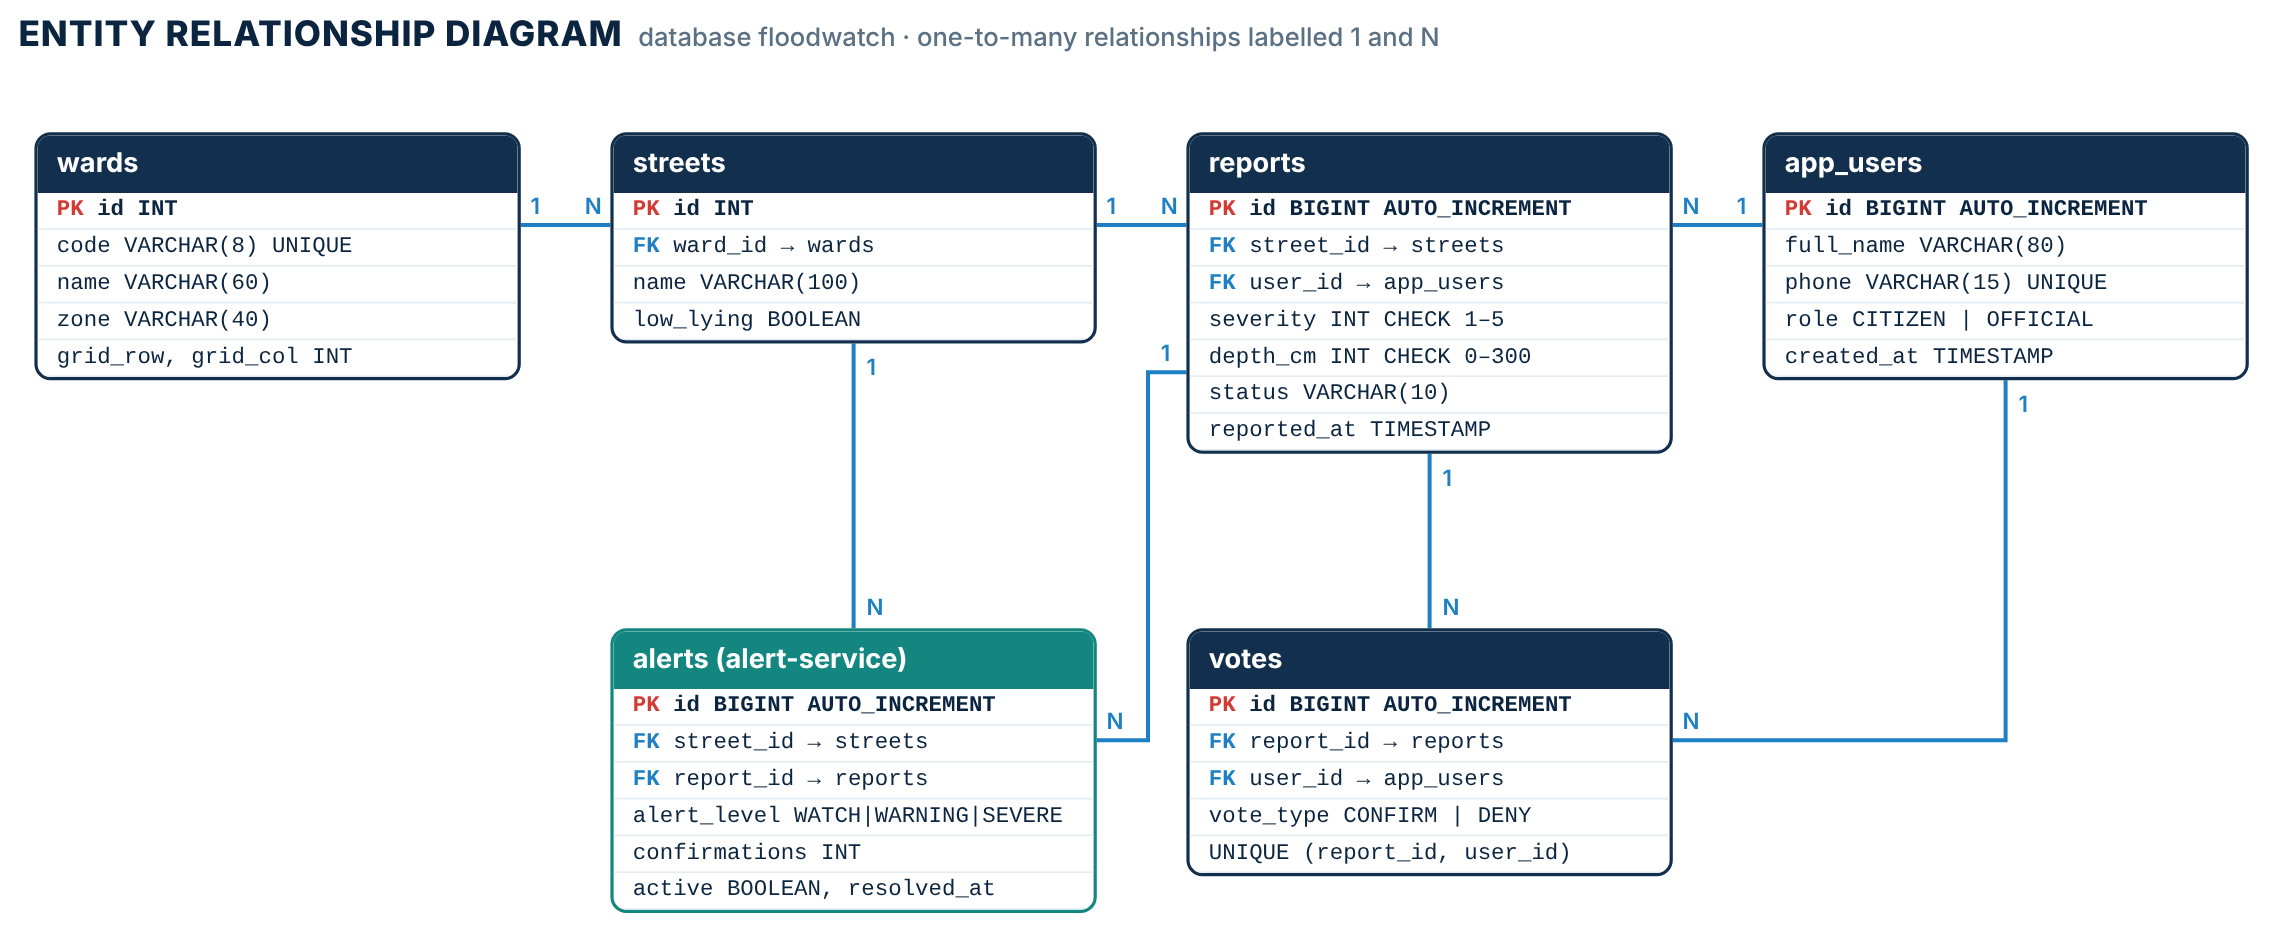 ENTITY RELATIONSHIP DIAGRAM database floodwatch · one-to-many relationships labelled 1 and N
wards
PK id INT
code VARCHAR(8) UNIQUE
name VARCHAR(60)
zone VARCHAR(40)
grid_row, grid_col INT
1 N
streets
PK id INT
FK ward_id → wards
name VARCHAR(100)
low_lying BOOLEAN
1 N
reports
PK id BIGINT AUTO_INCREMENT
FK street_id → streets
FK user_id → app_users
severity INT CHECK 1–5
depth_cm INT CHECK 0–300
status VARCHAR(10)
reported_at TIMESTAMP
N 1
app_users
PK id BIGINT AUTO_INCREMENT
full_name VARCHAR(80)
phone VARCHAR(15) UNIQUE
role CITIZEN | OFFICIAL
created_at TIMESTAMP
1
1
1
1
N
N
alerts (alert-service)
PK id BIGINT AUTO_INCREMENT
FK street_id → streets
FK report_id → reports
alert_level WATCH|WARNING|SEVERE
confirmations INT
active BOOLEAN, resolved_at
N
votes
PK id BIGINT AUTO_INCREMENT
FK report_id → reports
FK user_id → app_users
vote_type CONFIRM | DENY
UNIQUE (report_id, user_id)
N